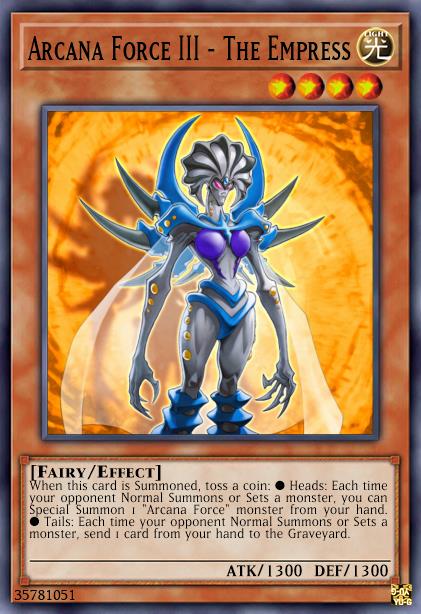 ARCANA FORCE III - THE EMPRESS
LIGHT
光
[FAIRY/EFFECT]
When this card is Summoned, toss a coin: ● Heads: Each time
your opponent Normal Summons or Sets a monster, you can
Special Summon 1 "Arcana Force" monster from your hand.
● Tails: Each time your opponent Normal Summons or Sets a
monster, send 1 card from your hand to the Graveyard.
ATK/1300 DEF/1300
35781051